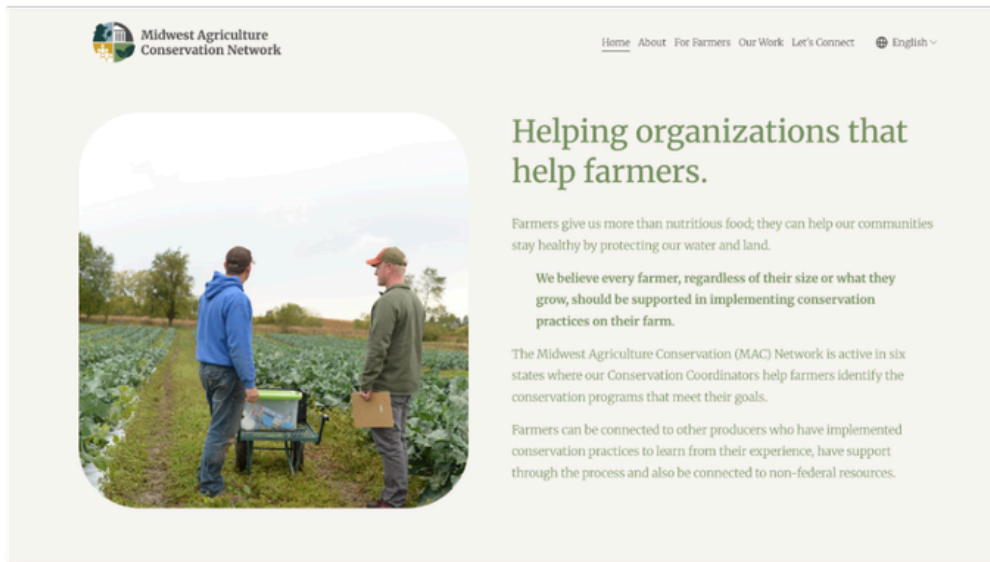 Midwest Agriculture
Conservation Network
Home About For Farmers Our Work Let's Connect English
Helping organizations that
help farmers.
Farmers give us more than nutritious food; they can help our communities
stay healthy by protecting our water and land.
We believe every farmer, regardless of their size or what they
grow, should be supported in implementing conservation
practices on their farm.
The Midwest Agriculture Conservation (MAC) Network is active in six
states where our Conservation Coordinators help farmers identify the
conservation programs that meet their goals.
Farmers can be connected to other producers who have implemented
conservation practices to learn from their experience, have support
through the process and also be connected to non-federal resources.